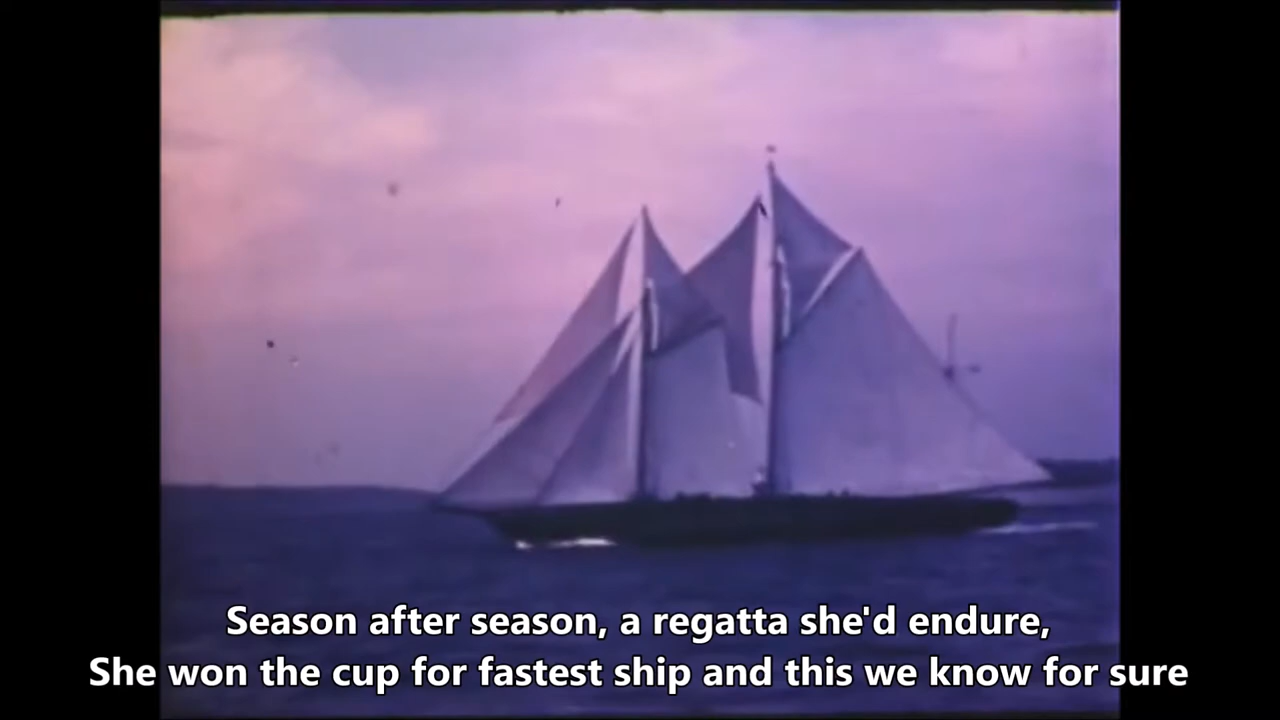 Season after season, a regatta she'd endure,
She won the cup for fastest ship and this we know for sure